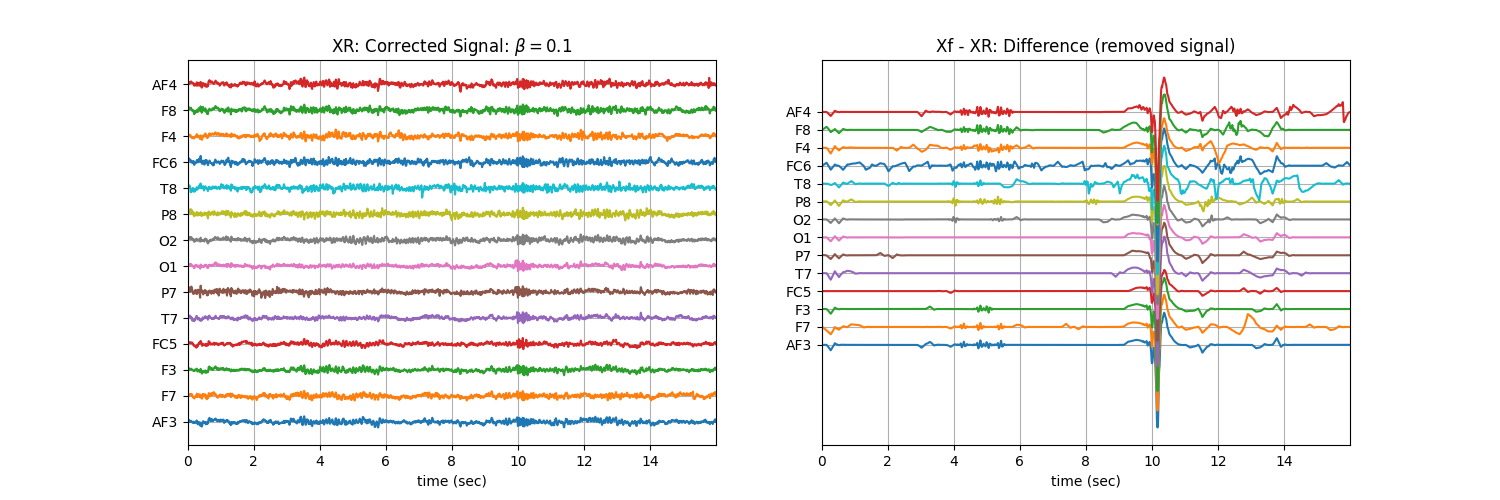 XR: Corrected Signal: β = 0.1
AF4
F8
F4
FC6
T8
P8
O2
O1
P7
T7
FC5
F3
F7
AF3
0 2 4 6 8 10 12 14
time (sec)
Xf - XR: Difference (removed signal)
AF4
F8
F4
FC6
T8
P8
O2
O1
P7
T7
FC5
F3
F7
AF3
0 2 4 6 8 10 12 14
time (sec)